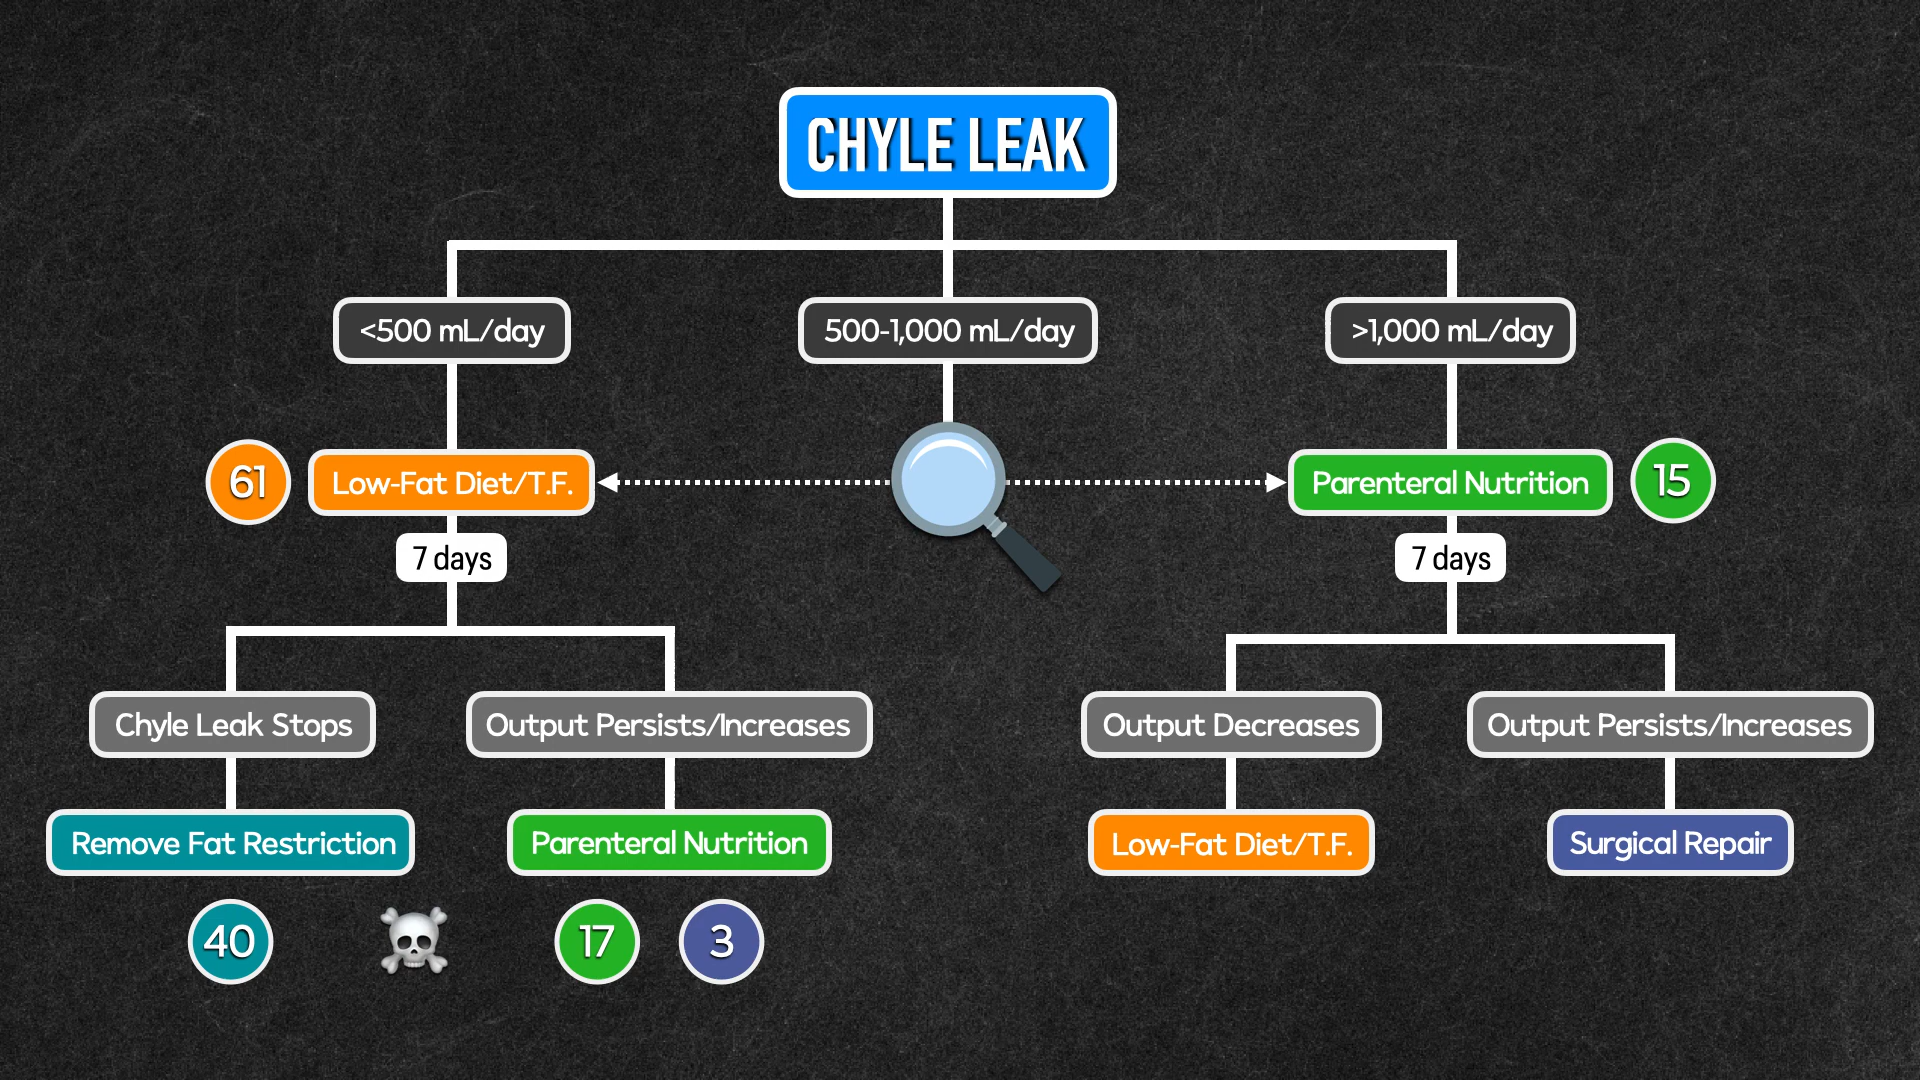 CHYLE LEAK
<500 mL/day
500-1,000 mL/day
>1,000 mL/day
61
Low-Fat Diet/T.F.
Parenteral Nutrition
15
7 days
7 days
Chyle Leak Stops
Output Persists/Increases
Output Decreases
Output Persists/Increases
Remove Fat Restriction
Parenteral Nutrition
Low-Fat Diet/T.F.
Surgical Repair
40
17
3